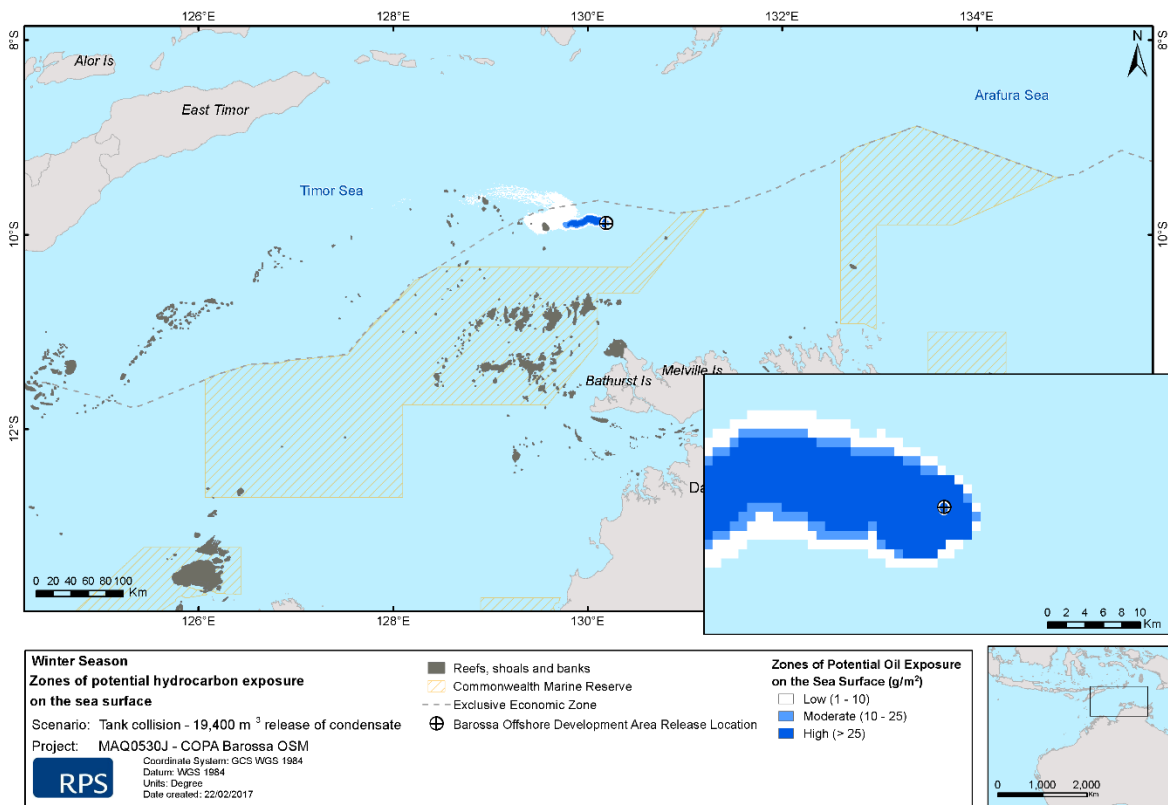 126°E 128°E 130°E 132°E 134°E
8°S 8°S
N
Alor Is
Arafura Sea
East Timor
Timor Sea
10°S 10°S
Melville Is
Bathurst Is
12°S
Da
0 20 40 60 80 100
Km
0 2 4 6 8 10
Km
126°E 128°E 130°E
Winter Season
Zones of potential hydrocarbon exposure
on the sea surface
Scenario: Tank collision - 19,400 m³ release of condensate
Project: MAQ0530J - COPA Barossa OSM
RPS
Coordinate System: GCS WGS 1984
Datum: WGS 1984
Units: Degree
Date created: 22/02/2017
Reefs, shoals and banks
Commonwealth Marine Reserve
Exclusive Economic Zone
Barossa Offshore Development Area Release Location
Zones of Potential Oil Exposure
on the Sea Surface (g/m²)
Low (1 - 10)
Moderate (10 - 25)
High (> 25)
0 1,000 2,000
Km